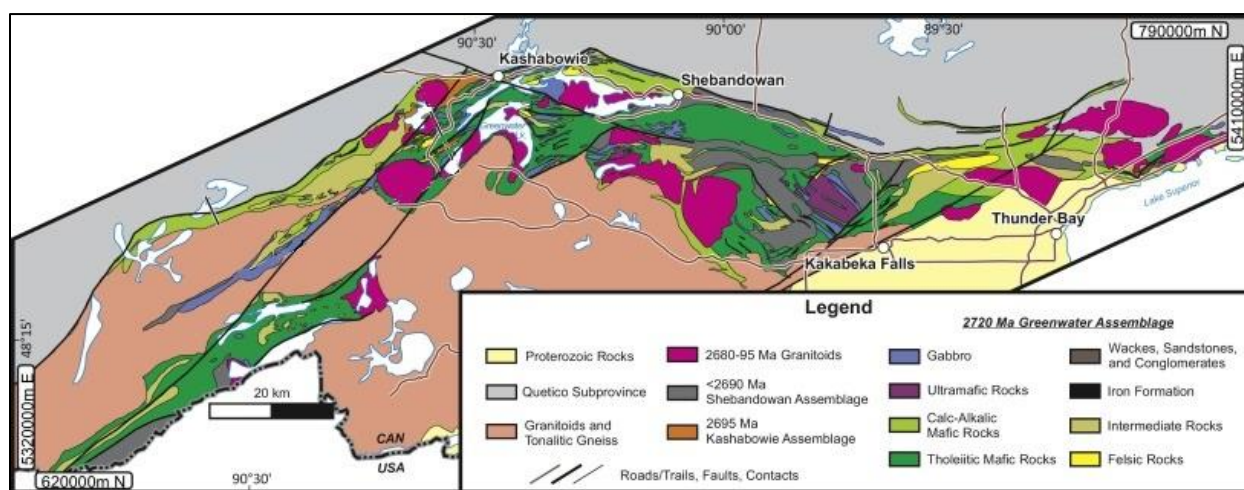 90°30'
90°00'
89°30'
790000m N
Kashabowie
Shebandowan
Greenwater
Lk.
5410000m E
Lake Superior
Thunder Bay
Kakabeka Falls
48°15'
20 km
CAN
USA
5320000m E
620000m N
90°30'
Legend
2720 Ma Greenwater Assemblage
Proterozoic Rocks
Quetico Subprovince
Granitoids and
Tonalitic Gneiss
2680-95 Ma Granitoids
<2690 Ma
Shebandowan Assemblage
2695 Ma
Kashabowie Assemblage
Gabbro
Ultramafic Rocks
Calc-Alkalic
Mafic Rocks
Tholeiitic Mafic Rocks
Wackes, Sandstones,
and Conglomerates
Iron Formation
Intermediate Rocks
Felsic Rocks
Roads/Trails, Faults, Contacts